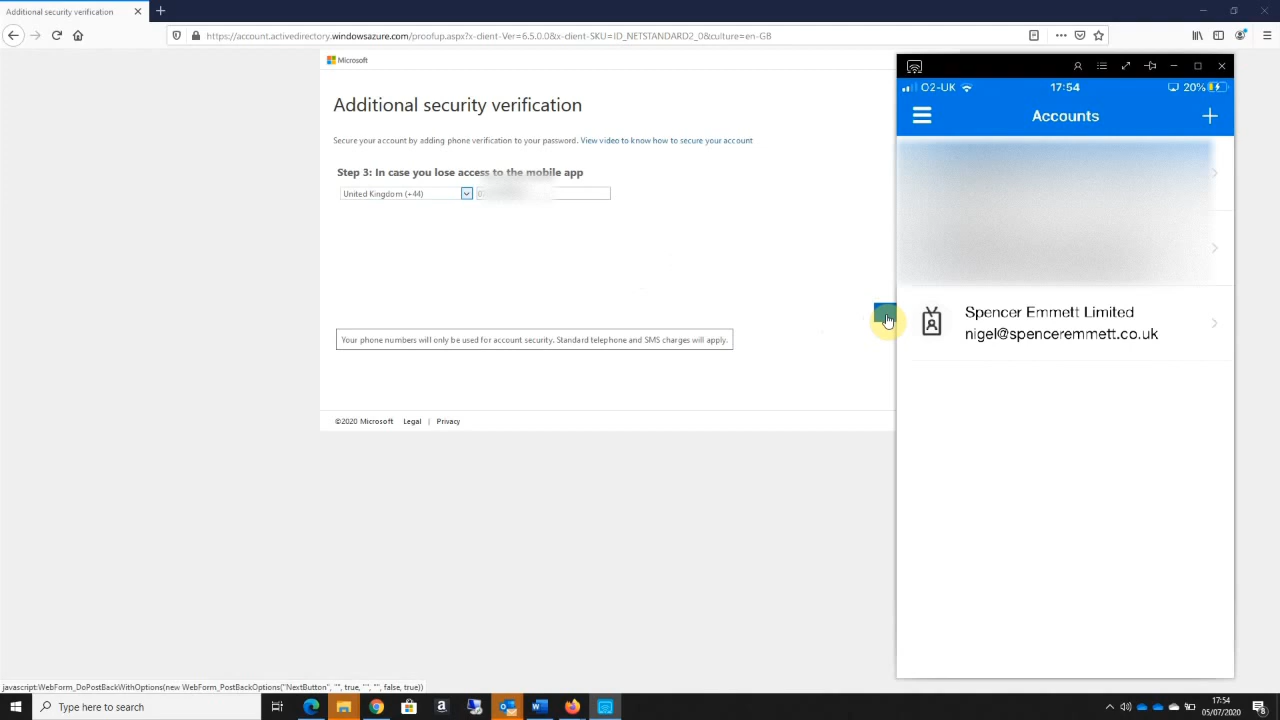 Additional security verification
https://account.activedirectory.windowsazure.com/proofup.aspx?x-client-Ver=6.5.0.0&x-client-SKU=ID_NETSTANDARD2_0&culture=en-GB
Microsoft
Additional security verification
Secure your account by adding phone verification to your password. View video to know how to secure your account
Step 3: In case you lose access to the mobile app
United Kingdom (+44)
Your phone numbers will only be used for account security. Standard telephone and SMS charges will apply.
©2020 Microsoft Legal | Privacy
O2-UK 17:54 20%
Accounts
Spencer Emmett Limited
nigel@spenceremmett.co.uk
javascript:WebForm_DoPostBackWithOptions(new WebForm_PostBackOptions("NextButton", "", true, "", "", false, true))
Type here to search
17:54
05/07/2020
8